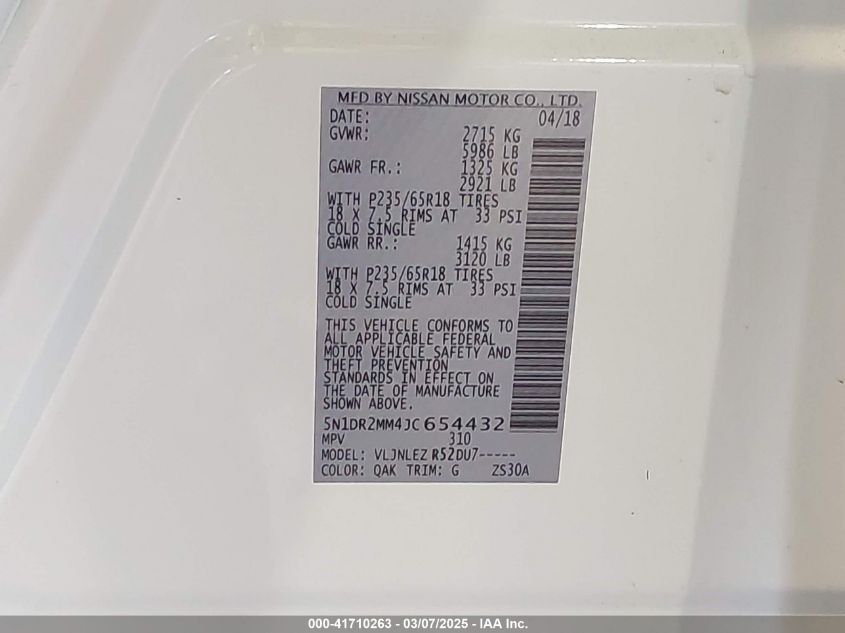 MFD BY NISSAN MOTOR CO., LTD.
DATE: 04/18
GVWR: 2715 KG
5986 LB
GAWR FR.: 1325 KG
2921 LB
WITH P235/65R18 TIRES
18 X 7.5 RIMS AT 33 PSI
COLD SINGLE
GAWR RR.: 1415 KG
3120 LB
WITH P235/65R18 TIRES
18 X 7.5 RIMS AT 33 PSI
COLD SINGLE
THIS VEHICLE CONFORMS TO
ALL APPLICABLE FEDERAL
MOTOR VEHICLE SAFETY AND
THEFT PREVENTION
STANDARDS IN EFFECT ON
THE DATE OF MANUFACTURE
SHOWN ABOVE.
5N1DR2MM4JC654432
MPV 310
MODEL: VLJNLEZ R52DU7-----
COLOR: QAK TRIM: G ZS30A
000-41710263 - 03/07/2025 - IAA Inc.